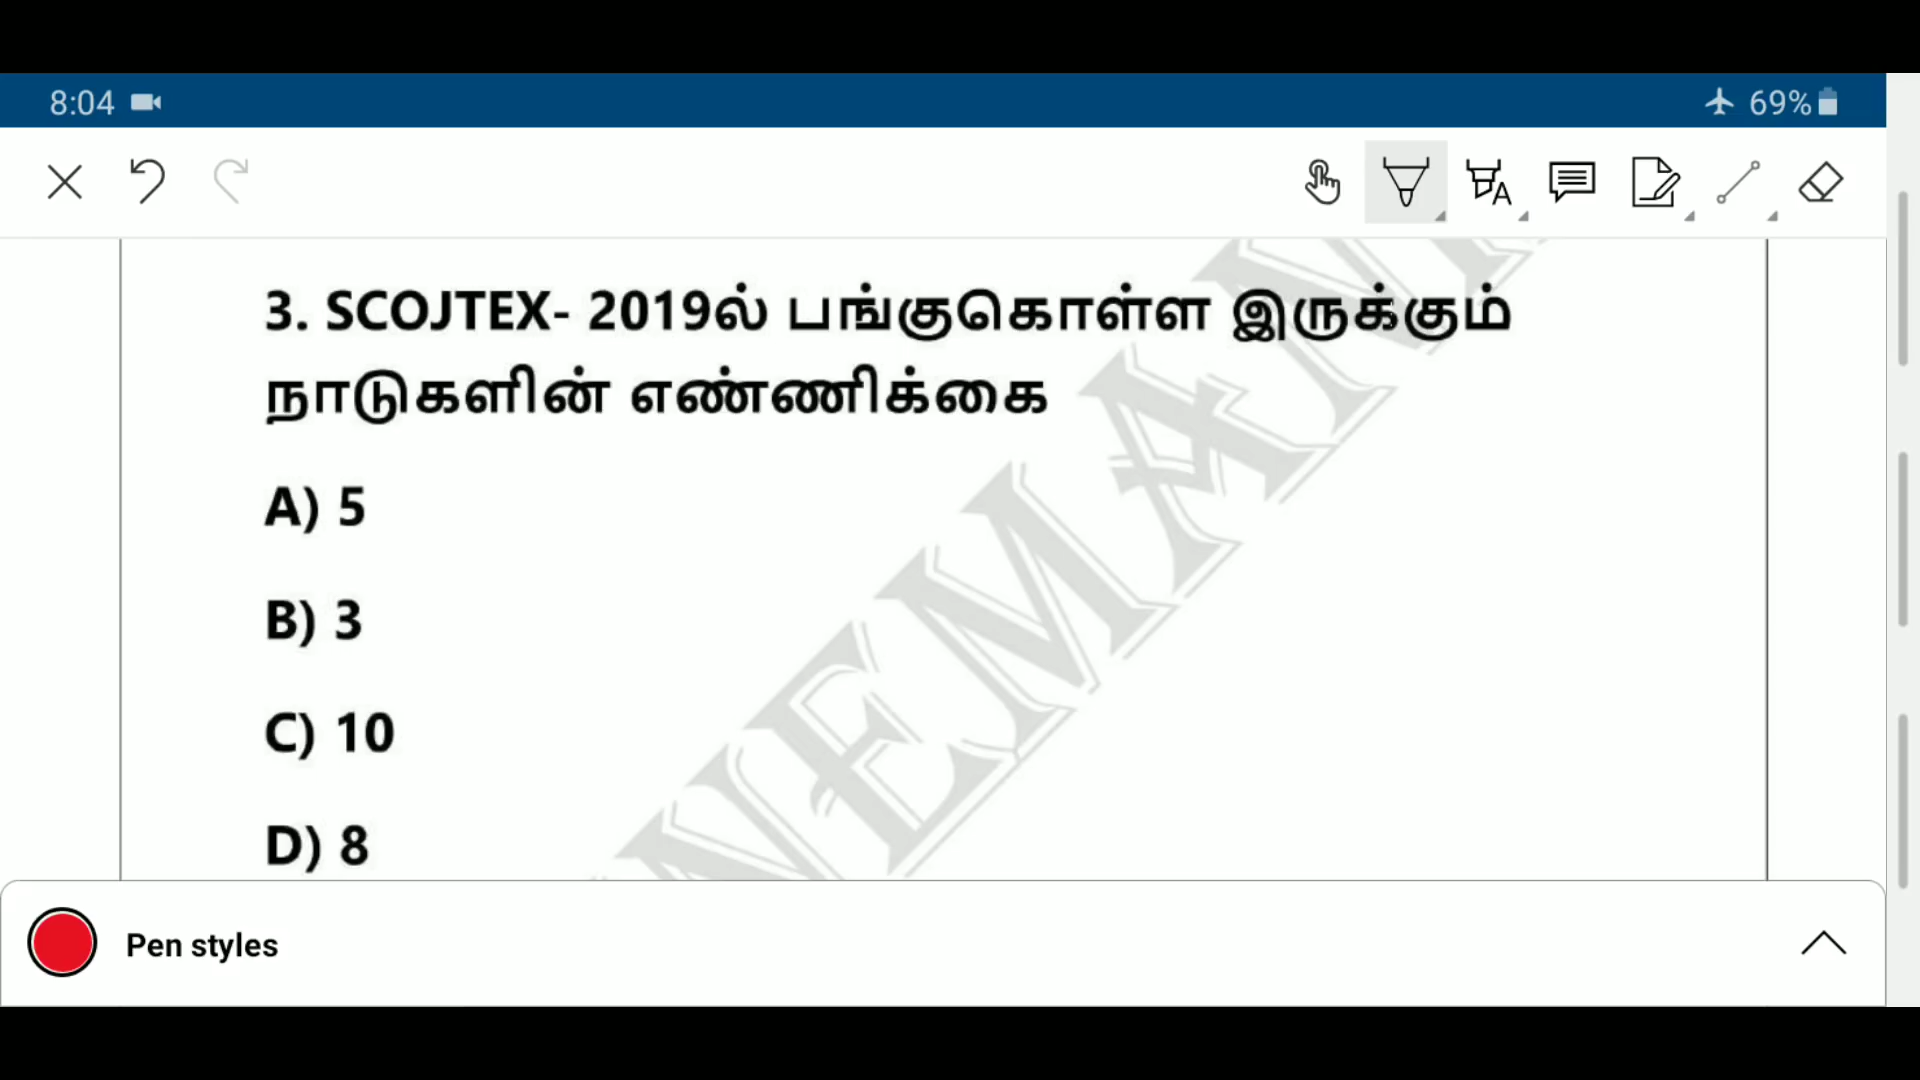 8:04
69%
3. SCOJTEX- 2019ல் பங்குகொள்ள இருக்கும்
நாடுகளின் எண்ணிக்கை
A) 5
B) 3
C) 10
D) 8
Pen styles